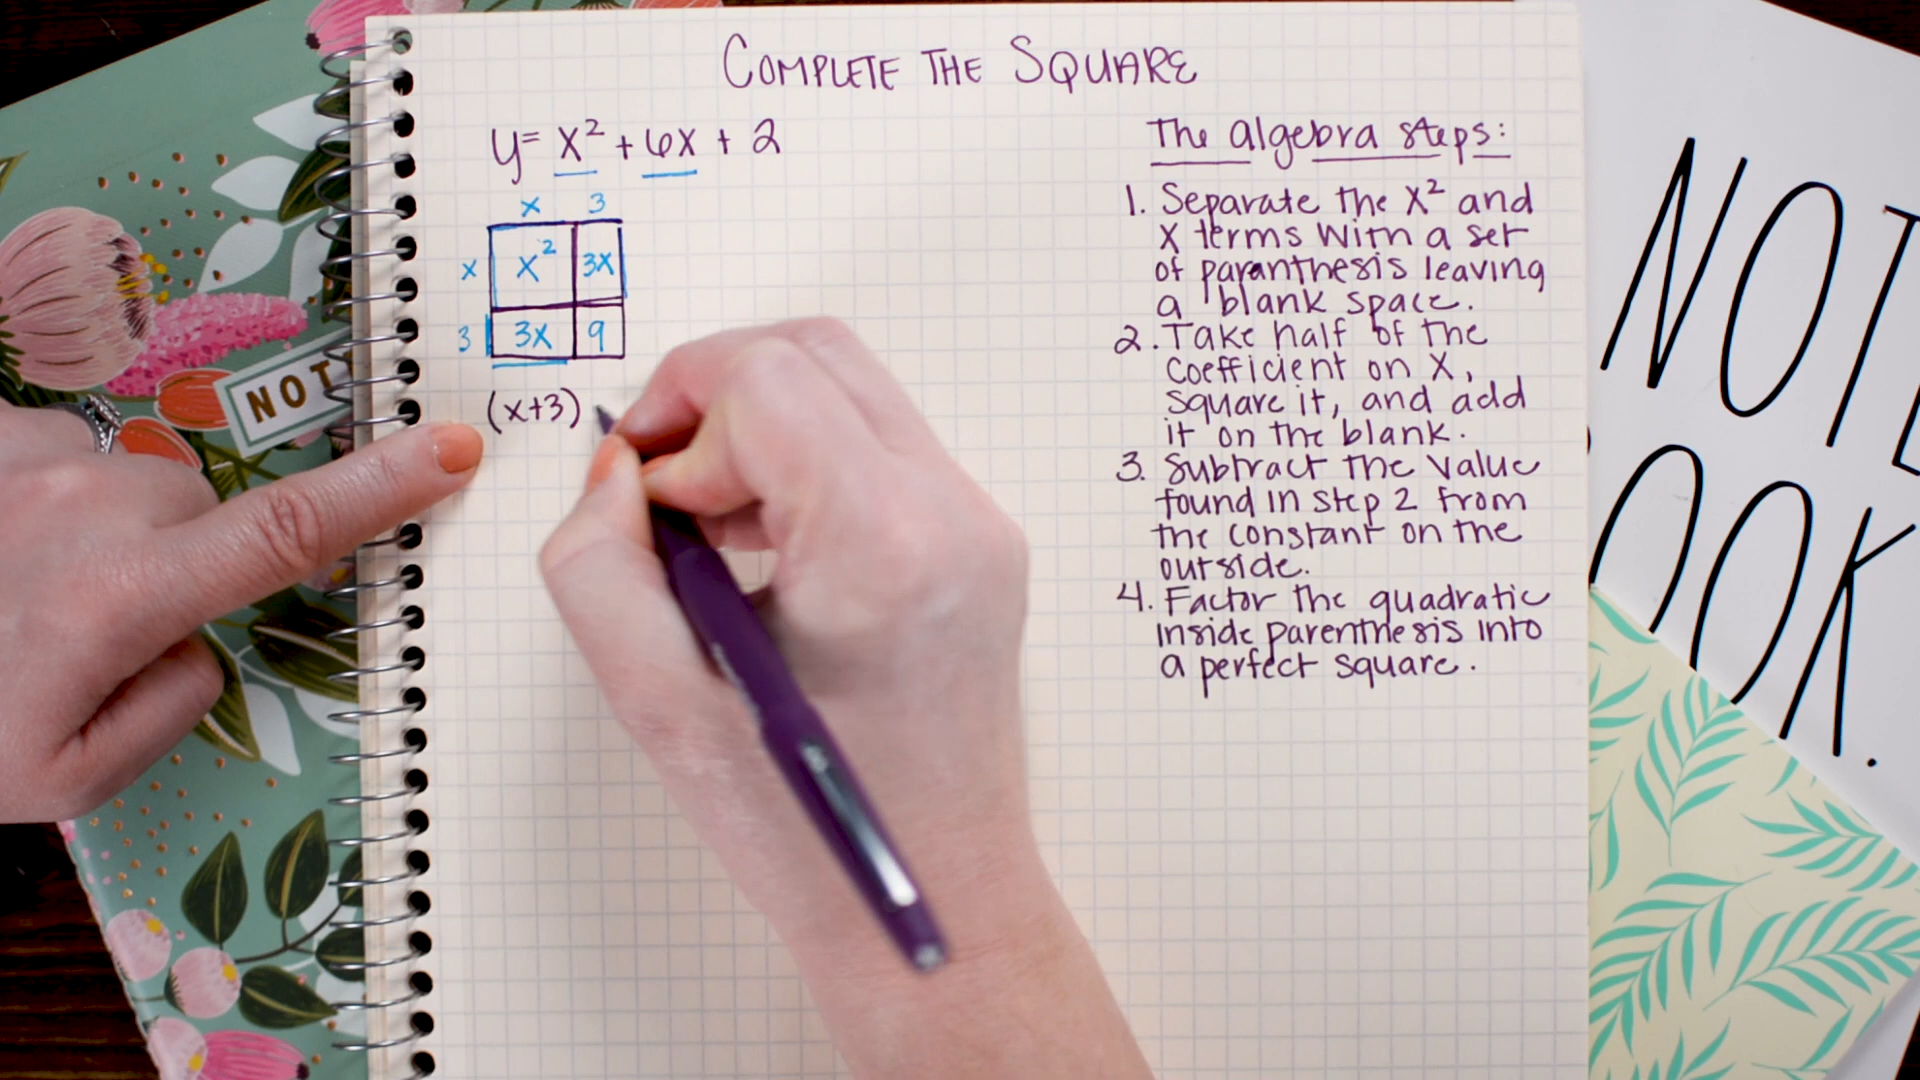 COMPLETE THE SQUARE
y= x² + 6x + 2
x 3
x x² 3x
3 3x 9
(x+3)
The algebra steps:
1. Separate the x² and
x terms with a set
of paranthesis leaving
a blank space.
2. Take half of the
coefficient on x,
square it, and add
it on the blank.
3. Subtract the value
found in step 2 from
the constant on the
outside.
4. Factor the quadratic
inside parenthesis into
a perfect square.
NOT
NOTE
OOK.